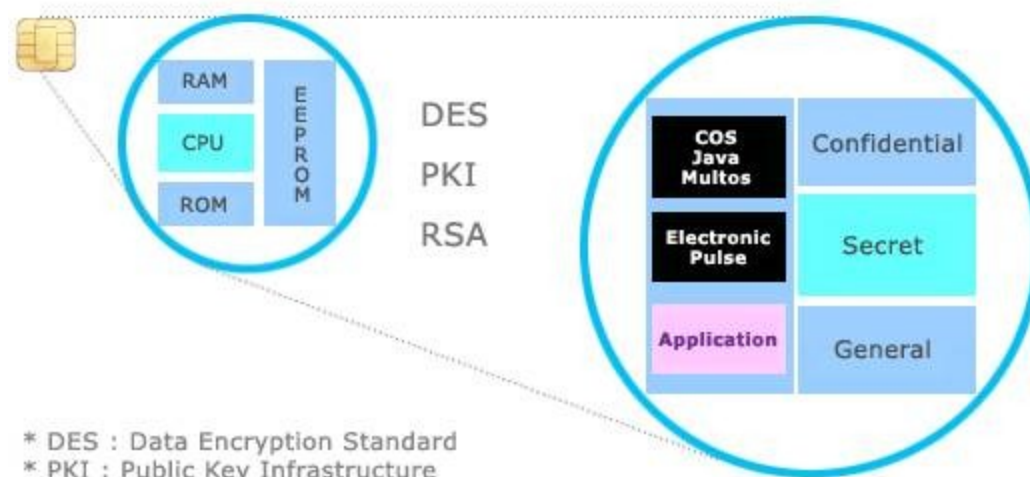 RAM
CPU
ROM
EEPROM
DES
PKI
RSA
COS
Java
Multos
Electronic
Pulse
Application
Confidential
Secret
General
* DES : Data Encryption Standard
* PKI : Public Key Infrastructure